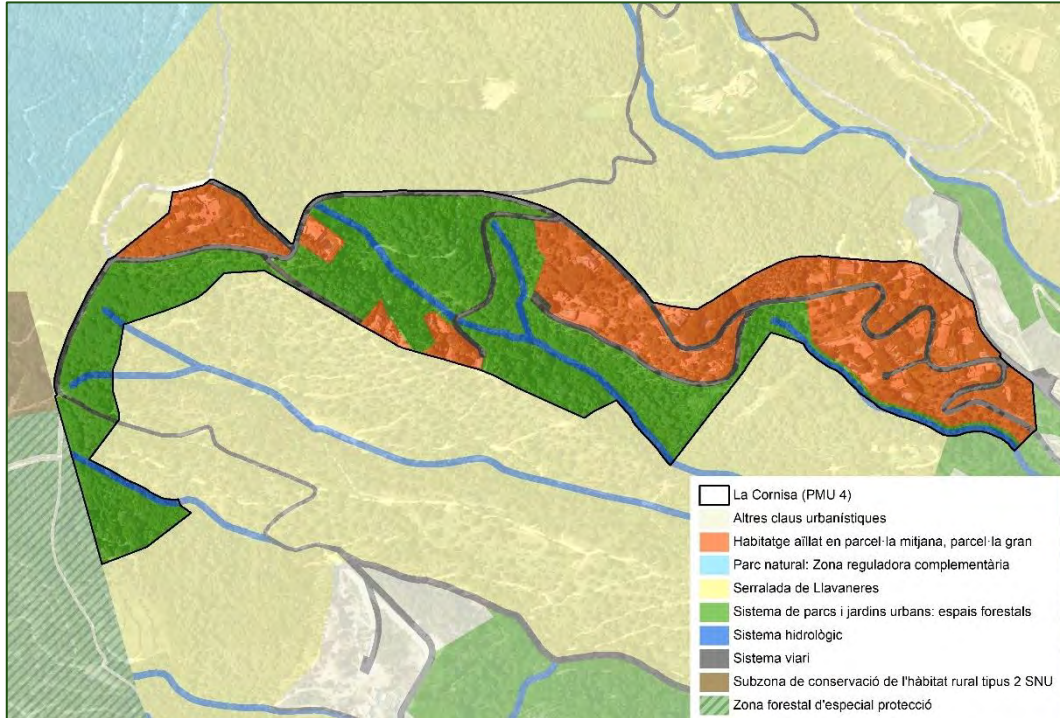 La Cornisa (PMU 4)
Altres claus urbanístiques
Habitatge aïllat en parcel·la mitjana, parcel·la gran
Parc natural: Zona reguladora complementària
Serralada de Llavaneres
Sistema de parcs i jardins urbans: espais forestals
Sistema hidrològic
Sistema viari
Subzona de conservació de l'hàbitat rural tipus 2 SNU
Zona forestal d'especial protecció